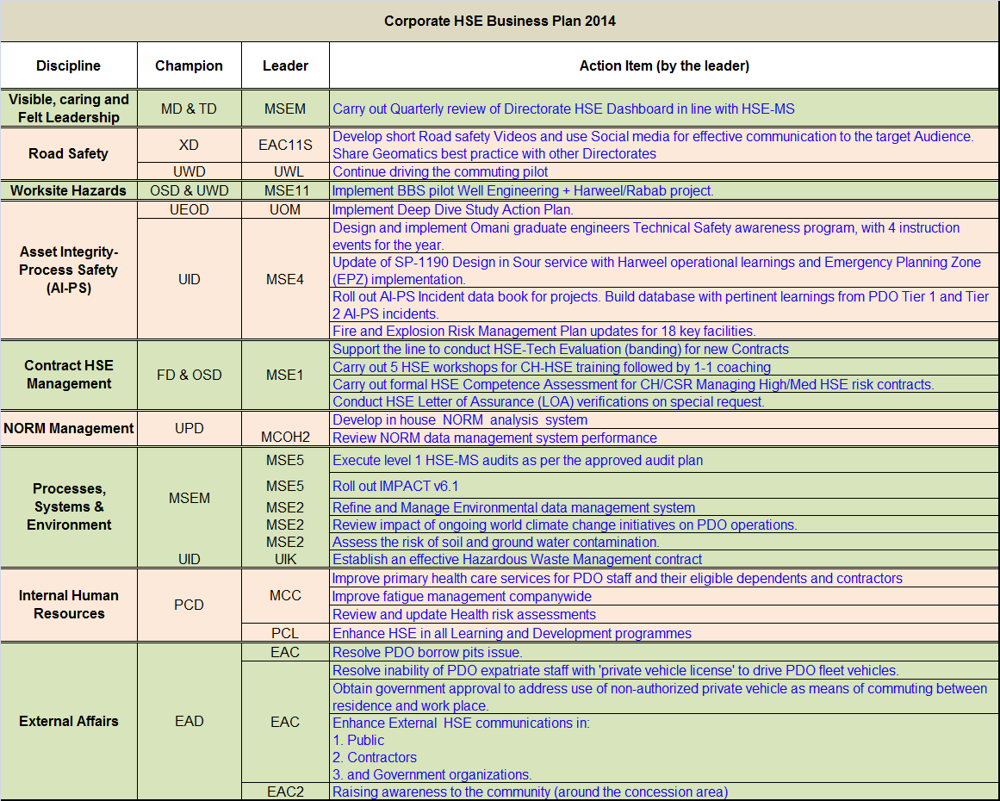 Corporate HSE Business Plan 2014
Discipline Champion Leader Action Item (by the leader)
Visible, caring and
Felt Leadership
MD & TD MSEM Carry out Quarterly review of Directorate HSE Dashboard in line with HSE-MS
Road Safety
XD EAC11S
Develop short Road safety Videos and use Social media for effective communication to the target Audience.
Share Geomatics best practice with other Directorates
UWD UWL Continue driving the commuting pilot
Worksite Hazards OSD & UWD MSE11 Implement BBS pilot Well Engineering + Harweel/Rabab project.
Asset Integrity-
Process Safety
(AI-PS)
UEOD UOM Implement Deep Dive Study Action Plan.
UID MSE4
Design and implement Omani graduate engineers Technical Safety awareness program, with 4 instruction
events for the year.
Update of SP-1190 Design in Sour service with Harweel operational learnings and Emergency Planning Zone
(EPZ) implementation.
Roll out AI-PS Incident data book for projects. Build database with pertinent learnings from PDO Tier 1 and Tier
2 AI-PS incidents.
Fire and Explosion Risk Management Plan updates for 18 key facilities.
Contract HSE
Management
FD & OSD MSE1
Support the line to conduct HSE-Tech Evaluation (banding) for new Contracts
Carry out 5 HSE workshops for CH-HSE training followed by 1-1 coaching
Carry out formal HSE Competence Assessment for CH/CSR Managing High/Med HSE risk contracts.
Conduct HSE Letter of Assurance (LOA) verifications on special request.
NORM Management UPD
Develop in house NORM analysis system
MCOH2 Review NORM data management system performance
Processes,
Systems &
Environment
MSEM
MSE5 Execute level 1 HSE-MS audits as per the approved audit plan
MSE5 Roll out IMPACT v6.1
MSE2 Refine and Manage Environmental data management system
MSE2 Review impact of ongoing world climate change initiatives on PDO operations.
MSE2 Assess the risk of soil and ground water contamination.
UID UIK Establish an effective Hazardous Waste Management contract
Internal Human
Resources
PCD
MCC
Improve primary health care services for PDO staff and their eligible dependents and contractors
Improve fatigue management companywide
Review and update Health risk assessments
PCL Enhance HSE in all Learning and Development programmes
External Affairs EAD
EAC Resolve PDO borrow pits issue.
EAC
Resolve inability of PDO expatriate staff with 'private vehicle license' to drive PDO fleet vehicles.
Obtain government approval to address use of non-authorized private vehicle as means of commuting between
residence and work place.
Enhance External HSE communications in:
1. Public
2. Contractors
3. and Government organizations.
EAC2 Raising awareness to the community (around the concession area)